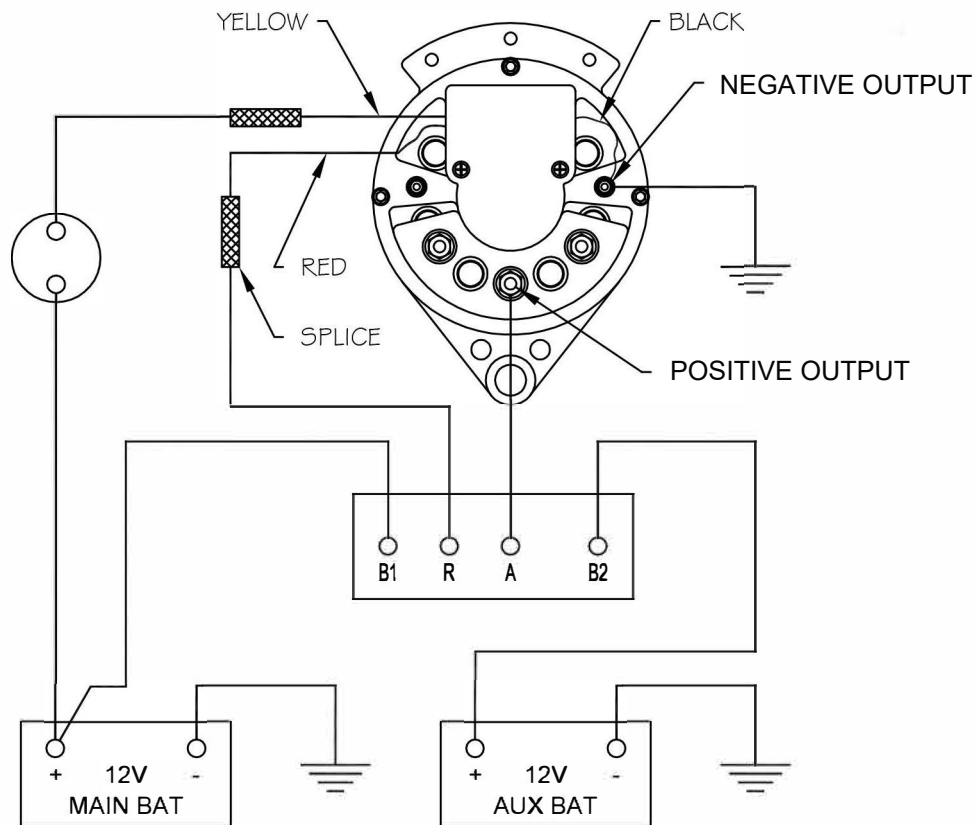 YELLOW
BLACK
NEGATIVE OUTPUT
RED
SPLICE
POSITIVE OUTPUT
B1 R A B2
+ 12V -
MAIN BAT
+ 12V -
AUX BAT